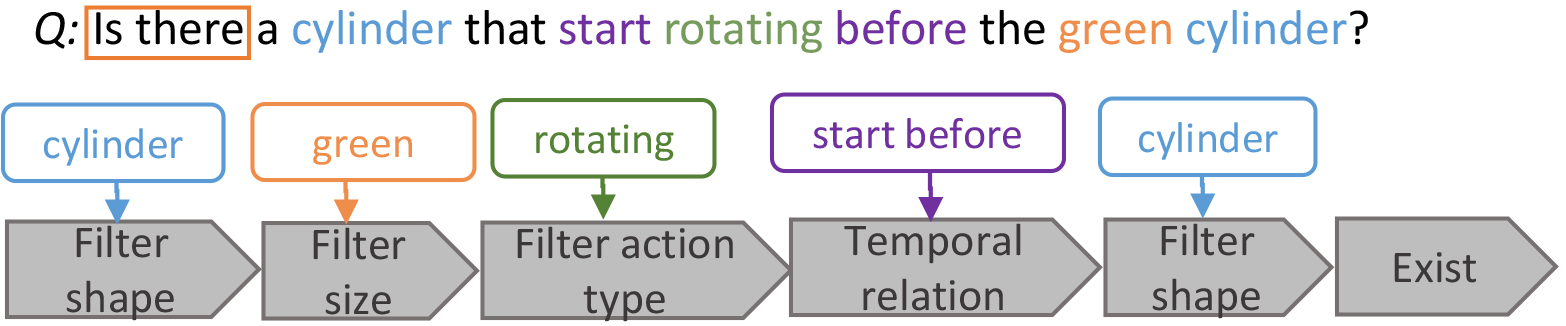 Q: Is there a cylinder that start rotating before the green cylinder?
cylinder
green
rotating
start before
cylinder
Filter
shape
Filter
size
Filter action
type
Temporal
relation
Filter
shape
Exist